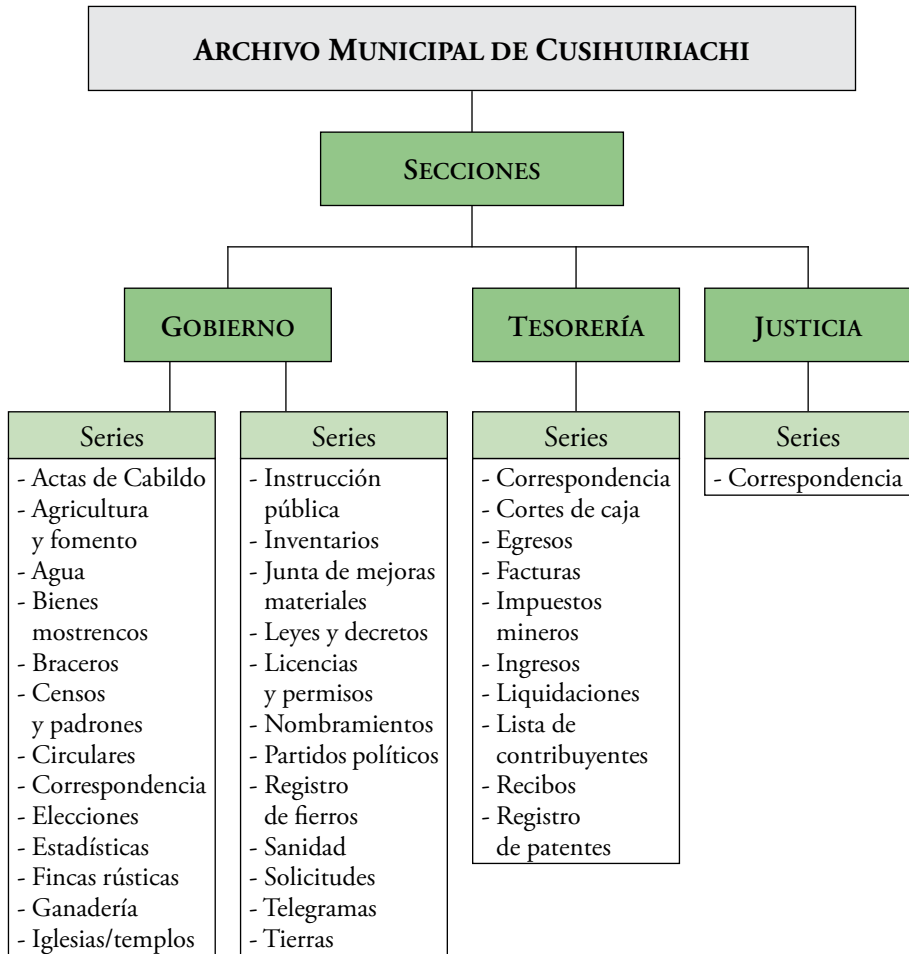 ARCHIVO MUNICIPAL DE CUSIHUIRIACHI
SECCIONES
GOBIERNO
TESORERÍA
JUSTICIA
Series
- Actas de Cabildo
- Agricultura
y fomento
- Agua
- Bienes
mostrencos
- Braceros
- Censos
y padrones
- Circulares
- Correspondencia
- Elecciones
- Estadísticas
- Fincas rústicas
- Ganadería
- Iglesias/templos
Series
- Instrucción
pública
- Inventarios
- Junta de mejoras
materiales
- Leyes y decretos
- Licencias
y permisos
- Nombramientos
- Partidos políticos
- Registro
de fierros
- Sanidad
- Solicitudes
- Telegramas
- Tierras
Series
- Correspondencia
- Cortes de caja
- Egresos
- Facturas
- Impuestos
mineros
- Ingresos
- Liquidaciones
- Lista de
contribuyentes
- Recibos
- Registro
de patentes
Series
- Correspondencia